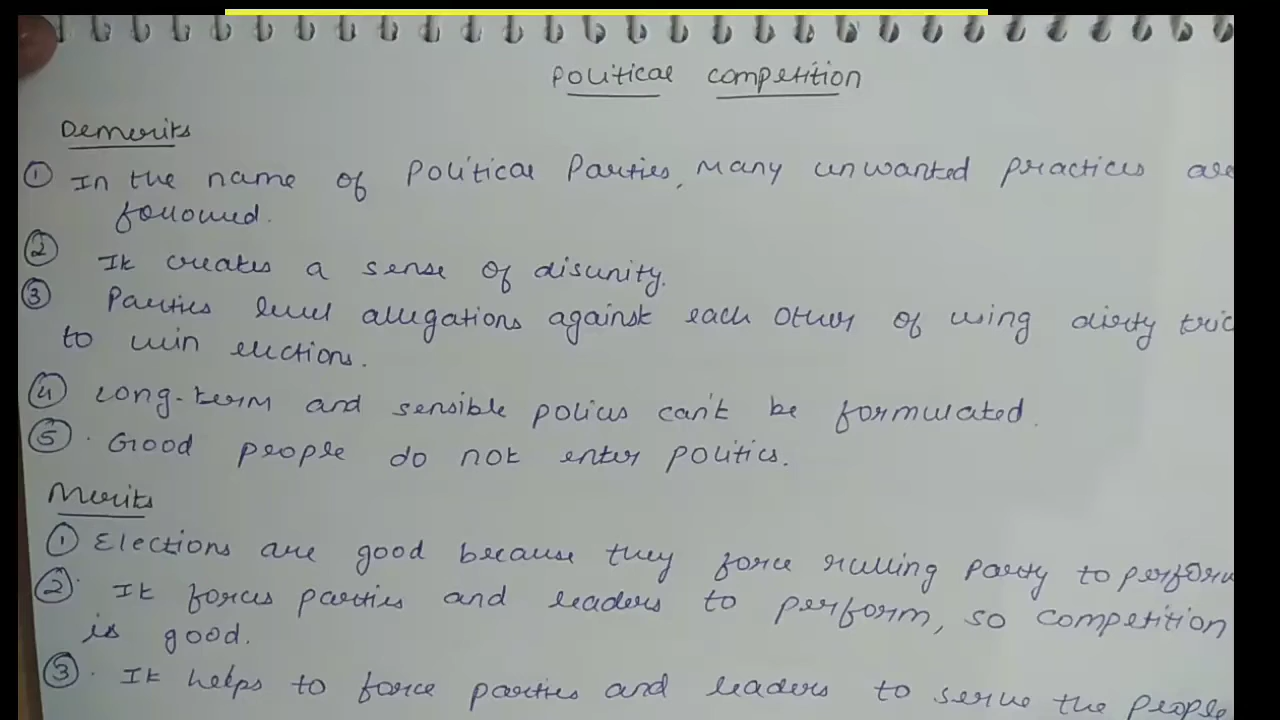 Political competition
Demerits
① In the name of Political Parties, Many unwanted practices are
followed.
② It creates a sense of disunity.
③ Parties level allegations against each other of using dirty tric
to win elections.
④ Long-term and sensible policies can't be formulated.
⑤. Good people do not enter politics.
Merits
① Elections are good because they force rulling party to perform
②. It forces parties and leaders to perform, so competition
is good.
③. It helps to force parties and leaders to serve the people